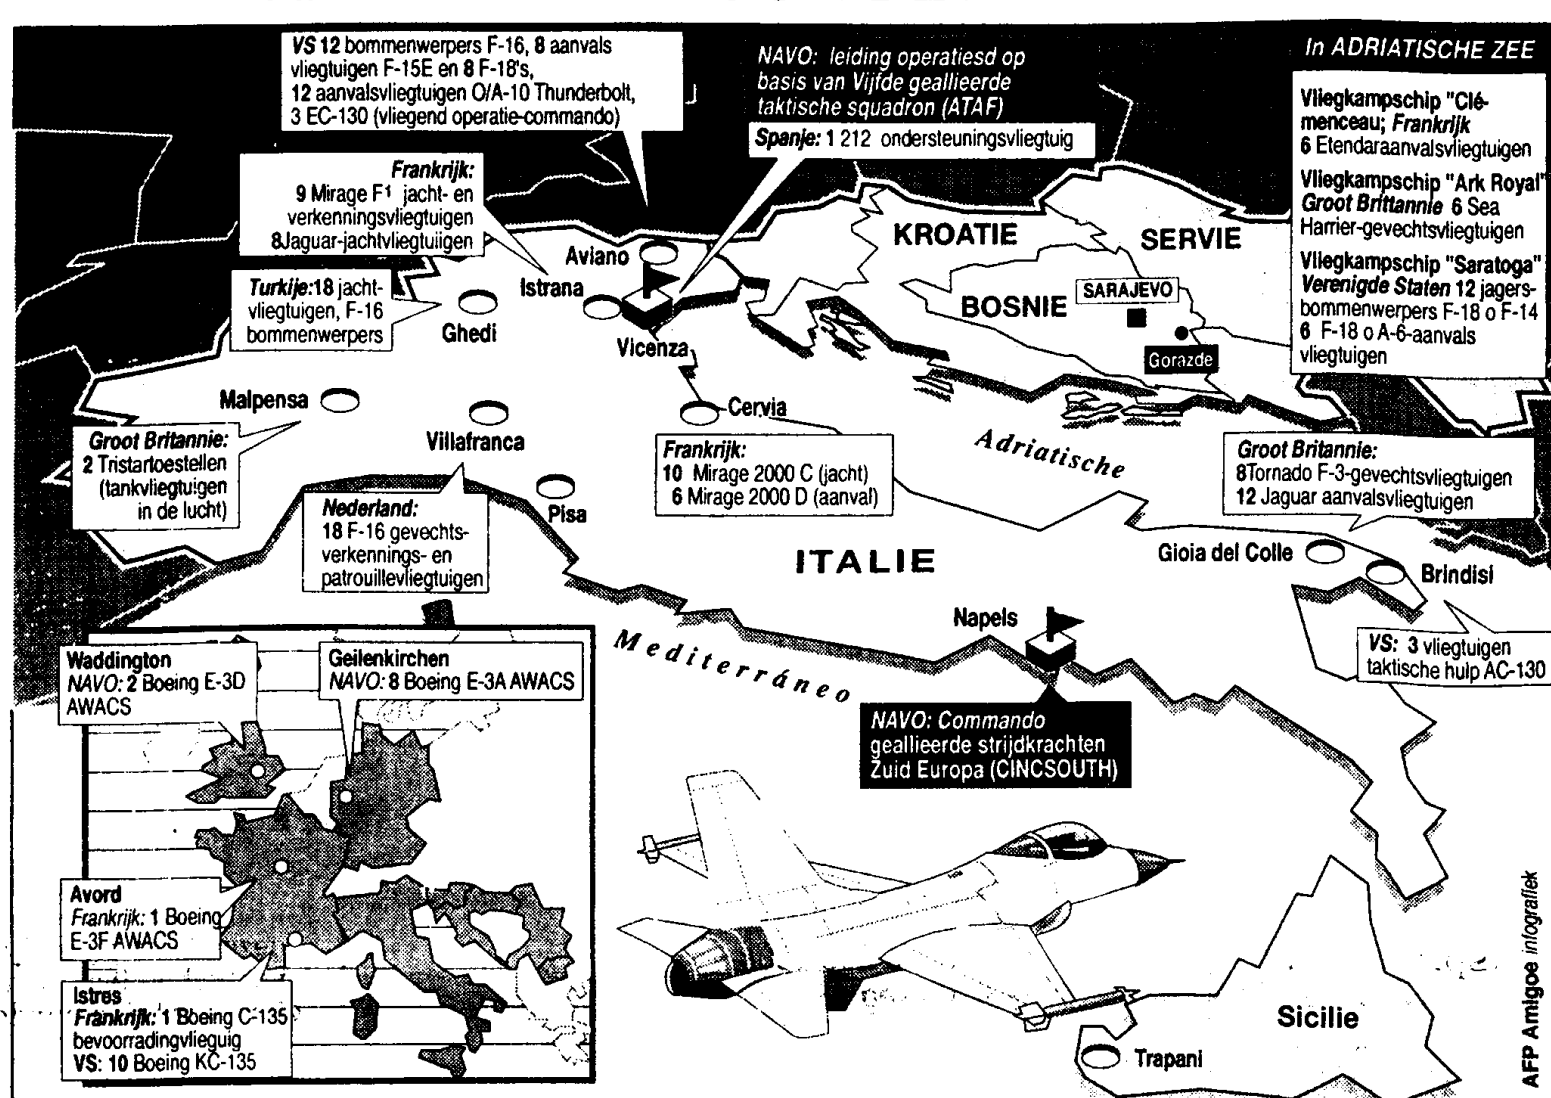 VS 12 bommenwerpers F-16, 8 aanvals
vliegtuigen F-15E en 8 F-18's,
12 aanvalsvliegtuigen O/A-10 Thunderbolt,
3 EC-130 (vliegend operatie-commando)
NAVO: leiding operatiesd op
basis van Vijfde geallieerde
taktische squadron (ATAF)
Spanje: 1 212 ondersteuningsvliegtuig
In ADRIATISCHE ZEE
Vliegkampschip "Clé-
menceau; Frankrijk
6 Etendaraanvalsvliegtuigen
Vliegkampschip "Ark Royal"
Groot Brittannie 6 Sea
Harrier-gevechtsvliegtuigen
Vliegkampschip "Saratoga"
Verenigde Staten 12 jagers-
bommenwerpers F-18 o F-14
6 F-18 o A-6-aanvals
vliegtuigen
Frankrijk:
9 Mirage F1 jacht- en
verkenningsvliegtuigen
8Jaguar-jachtvliegtuiigen
Turkije:18 jacht-
vliegtuigen, F-16
bommenwerpers
Aviano
Istrana
Ghedi
Vicenza
KROATIE
SERVIE
BOSNIE
SARAJEVO
Gorazde
Malpensa
Villafranca
Cervia
Pisa
Groot Britannie:
2 Tristartoestellen
(tankvliegtuigen
in de lucht)
Nederland:
18 F-16 gevechts-
verkennings- en
patrouillevliegtuigen
Frankrijk:
10 Mirage 2000 C (jacht)
6 Mirage 2000 D (aanval)
Adriatische
Groot Britannie:
8Tornado F-3-gevechtsvliegtuigen
12 Jaguar aanvalsvliegtuigen
ITALIE
Gioia del Colle
Brindisi
VS: 3 vliegtuigen
taktische hulp AC-130
Napels
Mediterráneo
NAVO: Commando
geallieerde strijdkrachten
Zuid Europa (CINCSOUTH)
Waddington
NAVO: 2 Boeing E-3D
AWACS
Geilenkirchen
NAVO: 8 Boeing E-3A AWACS
Avord
Frankrijk: 1 Boeing
E-3F AWACS
Istres
Frankrijk: 1 Boeing C-135
bevoorradingvlieguig
VS: 10 Boeing KC-135
Sicilie
Trapani
AFP Amigoe infografiek